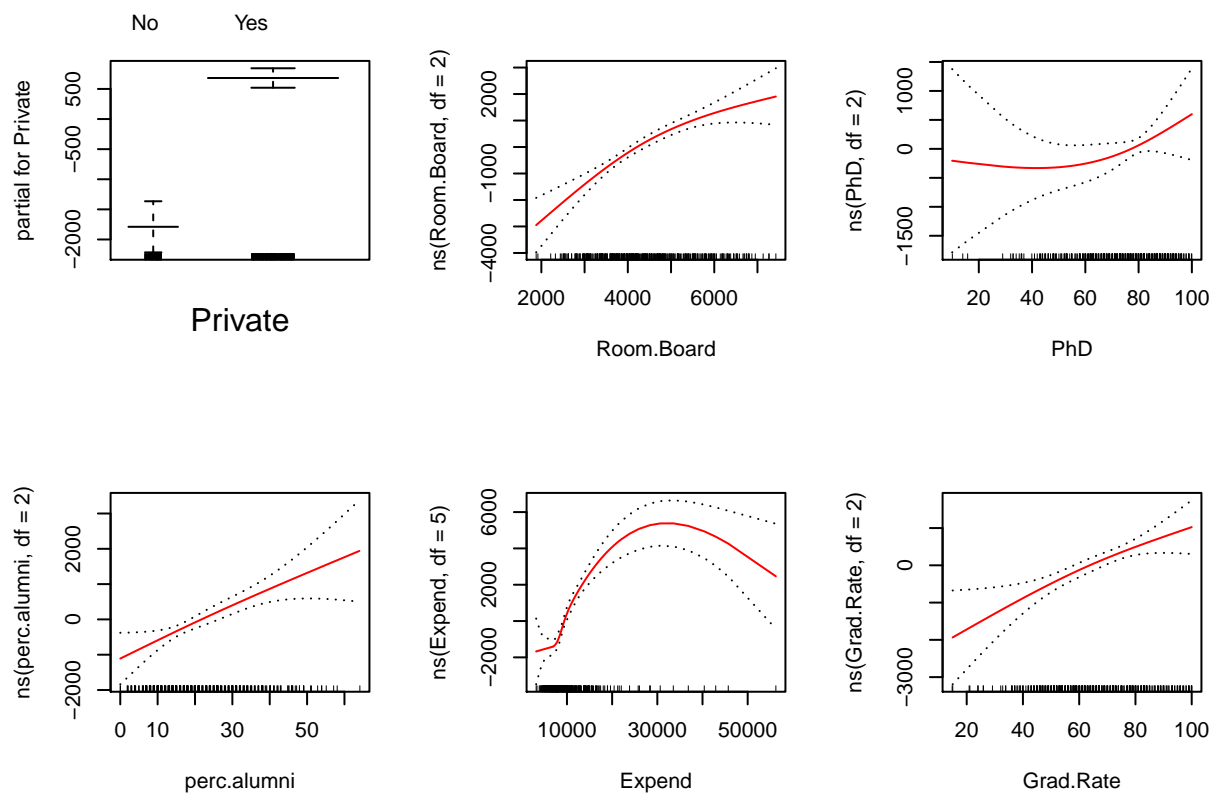 No Yes
partial for Private
500
−500
−2000
Private
ns(Room.Board, df = 2)
2000
−1000
−4000
2000 4000 6000
Room.Board
ns(PhD, df = 2)
1000
0
−1500
20 40 60 80 100
PhD
ns(perc.alumni, df = 2)
2000
0
−2000
0 10 30 50
perc.alumni
ns(Expend, df = 5)
6000
2000
−2000
10000 30000 50000
Expend
ns(Grad.Rate, df = 2)
0
−3000
20 40 60 80 100
Grad.Rate